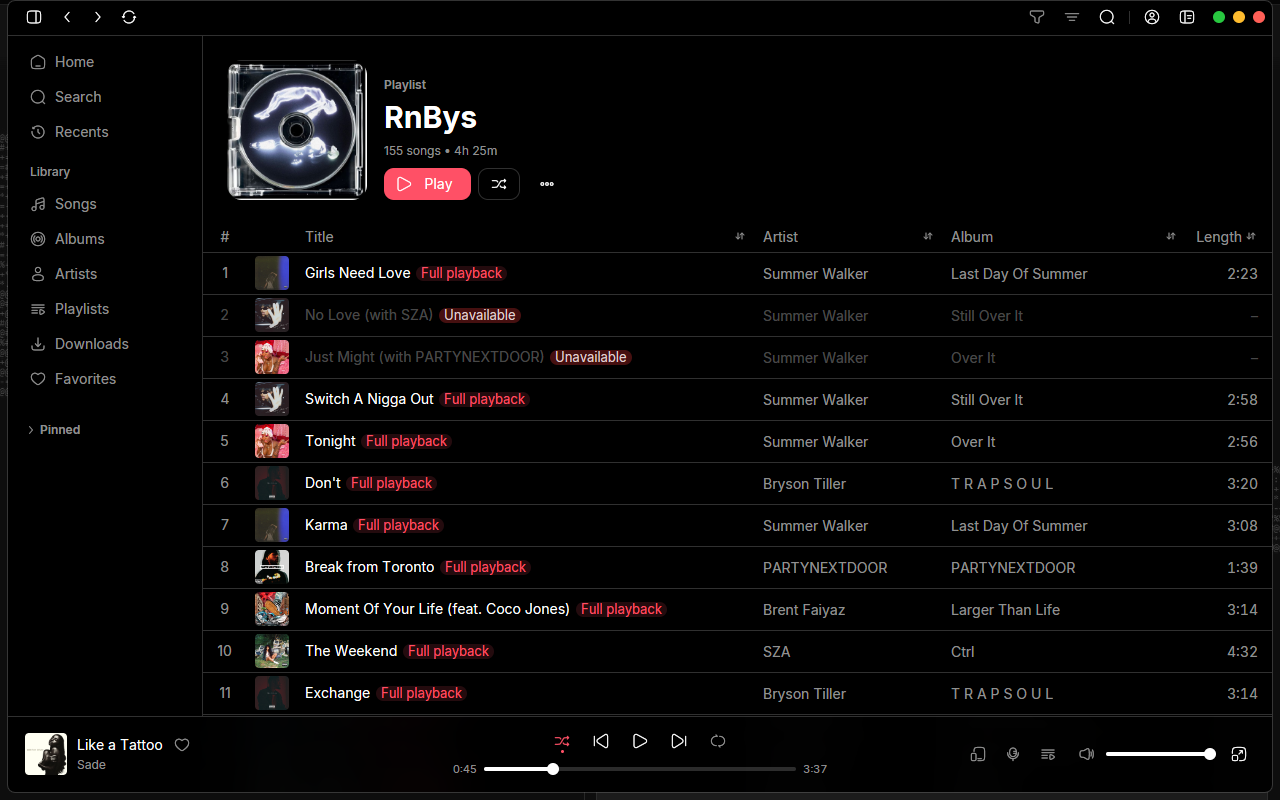 Home
Search
Recents
Library
Songs
Albums
Artists
Playlists
Downloads
Favorites
Pinned
Playlist
RnBys
155 songs • 4h 25m
Play
# Title Artist Album Length
1 Girls Need Love Full playback Summer Walker Last Day Of Summer 2:23
2 No Love (with SZA) Unavailable Summer Walker Still Over It –
3 Just Might (with PARTYNEXTDOOR) Unavailable Summer Walker Over It –
4 Switch A Nigga Out Full playback Summer Walker Still Over It 2:58
5 Tonight Full playback Summer Walker Over It 2:56
6 Don't Full playback Bryson Tiller T R A P S O U L 3:20
7 Karma Full playback Summer Walker Last Day Of Summer 3:08
8 Break from Toronto Full playback PARTYNEXTDOOR PARTYNEXTDOOR 1:39
9 Moment Of Your Life (feat. Coco Jones) Full playback Brent Faiyaz Larger Than Life 3:14
10 The Weekend Full playback SZA Ctrl 4:32
11 Exchange Full playback Bryson Tiller T R A P S O U L 3:14
Like a Tattoo
Sade
0:45 3:37